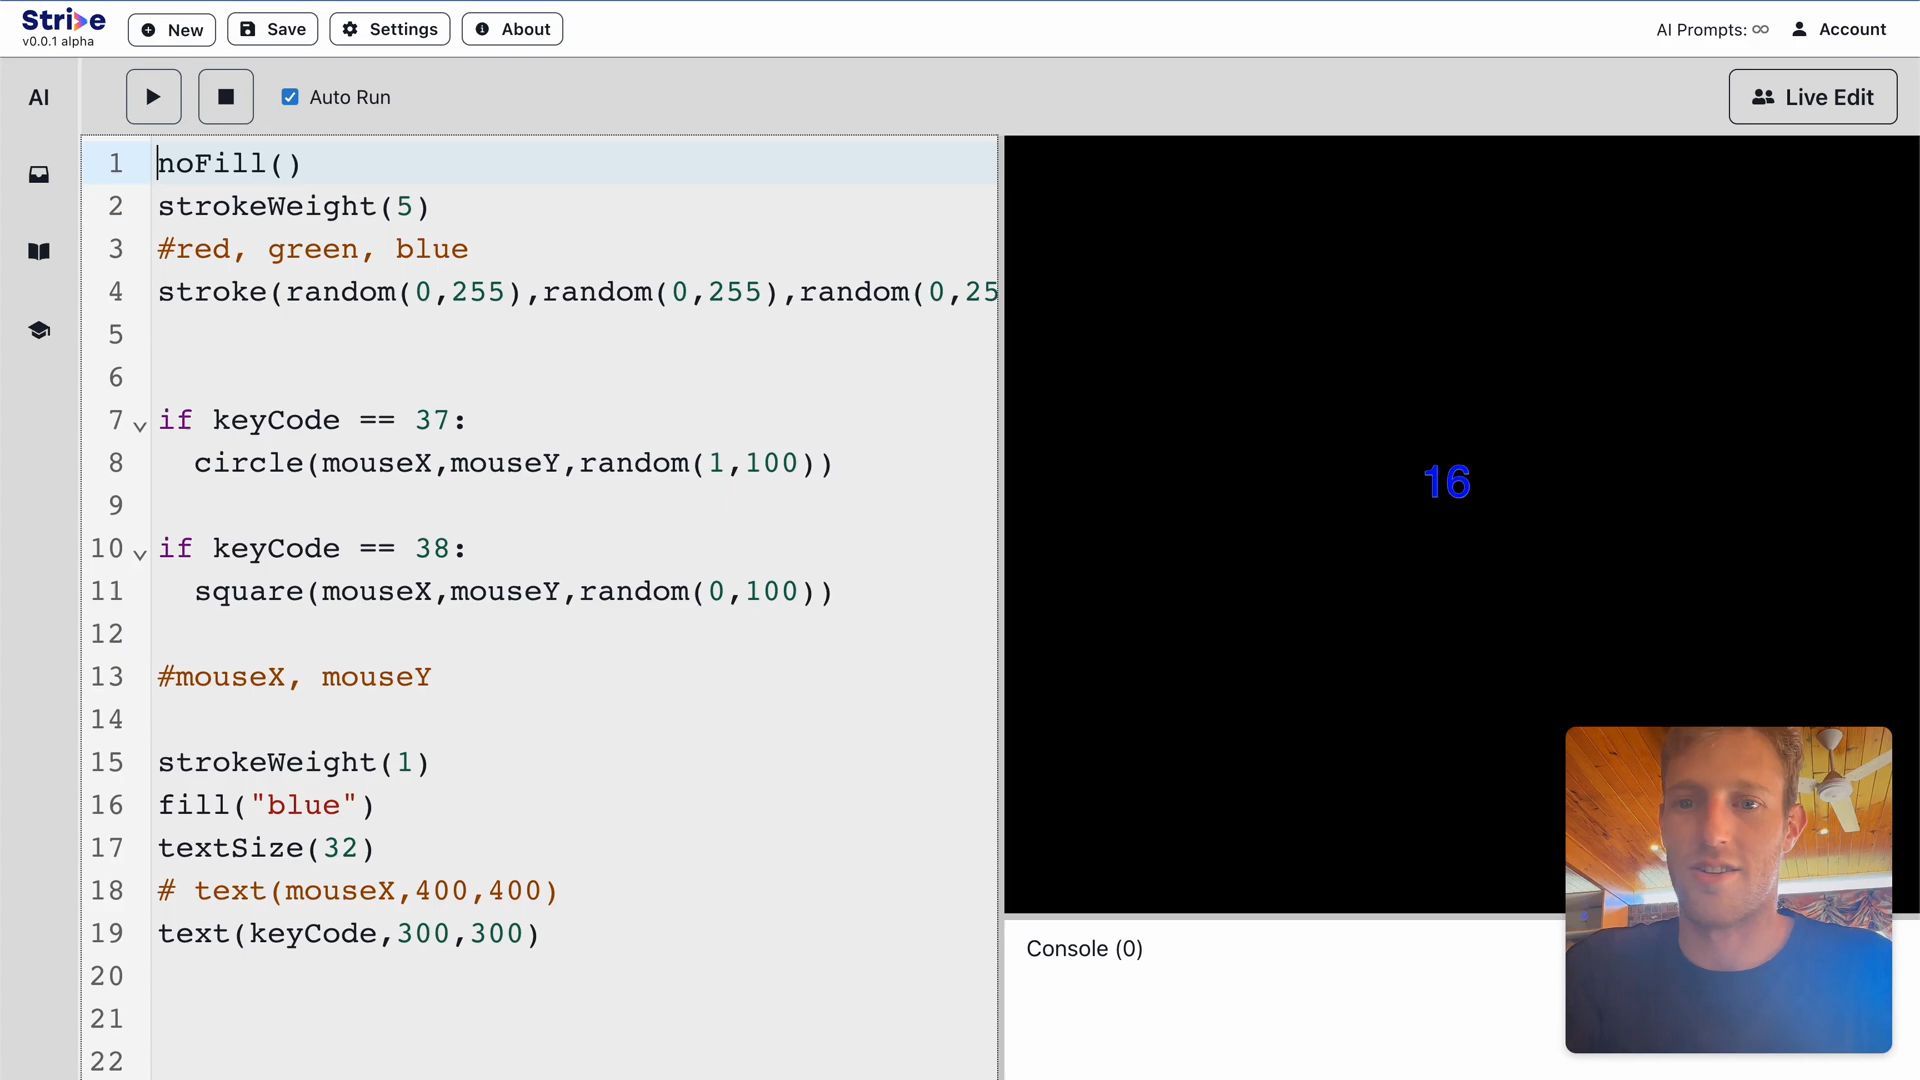 Strive
v0.0.1 alpha
New
Save
Settings
About
AI Prompts: ∞
Account
AI
Auto Run
Live Edit
1 noFill()
2 strokeWeight(5)
3 #red, green, blue
4 stroke(random(0,255),random(0,255),random(0,25
5
6
7 if keyCode == 37:
8 circle(mouseX,mouseY,random(1,100))
9
10 if keyCode == 38:
11 square(mouseX,mouseY,random(0,100))
12
13 #mouseX, mouseY
14
15 strokeWeight(1)
16 fill("blue")
17 textSize(32)
18 # text(mouseX,400,400)
19 text(keyCode,300,300)
20
21
22
16
Console (0)